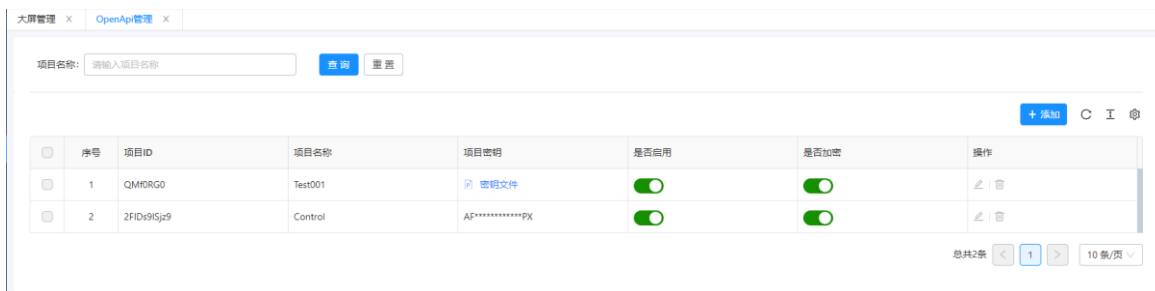 大屏管理 OpenApi管理
项目名称: 请输入项目名称 查询 重置
+ 添加
序号 项目ID 项目名称 项目密钥 是否启用 是否加密 操作
1 QMf0RG0 Test001 密钥文件
2 2FIDs9ISjz9 Control AF************PX
总共2条 < 1 > 10 条/页